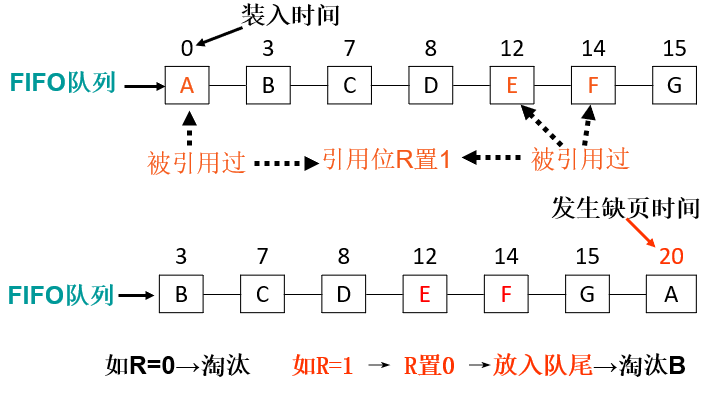 装入时间
0 3 7 8 12 14 15
FIFO队列 A B C D E F G
被引用过 引用位R置1 被引用过
发生缺页时间
3 7 8 12 14 15 20
FIFO队列 B C D E F G A
如R=0→淘汰 如R=1 → R置0 →放入队尾→淘汰B